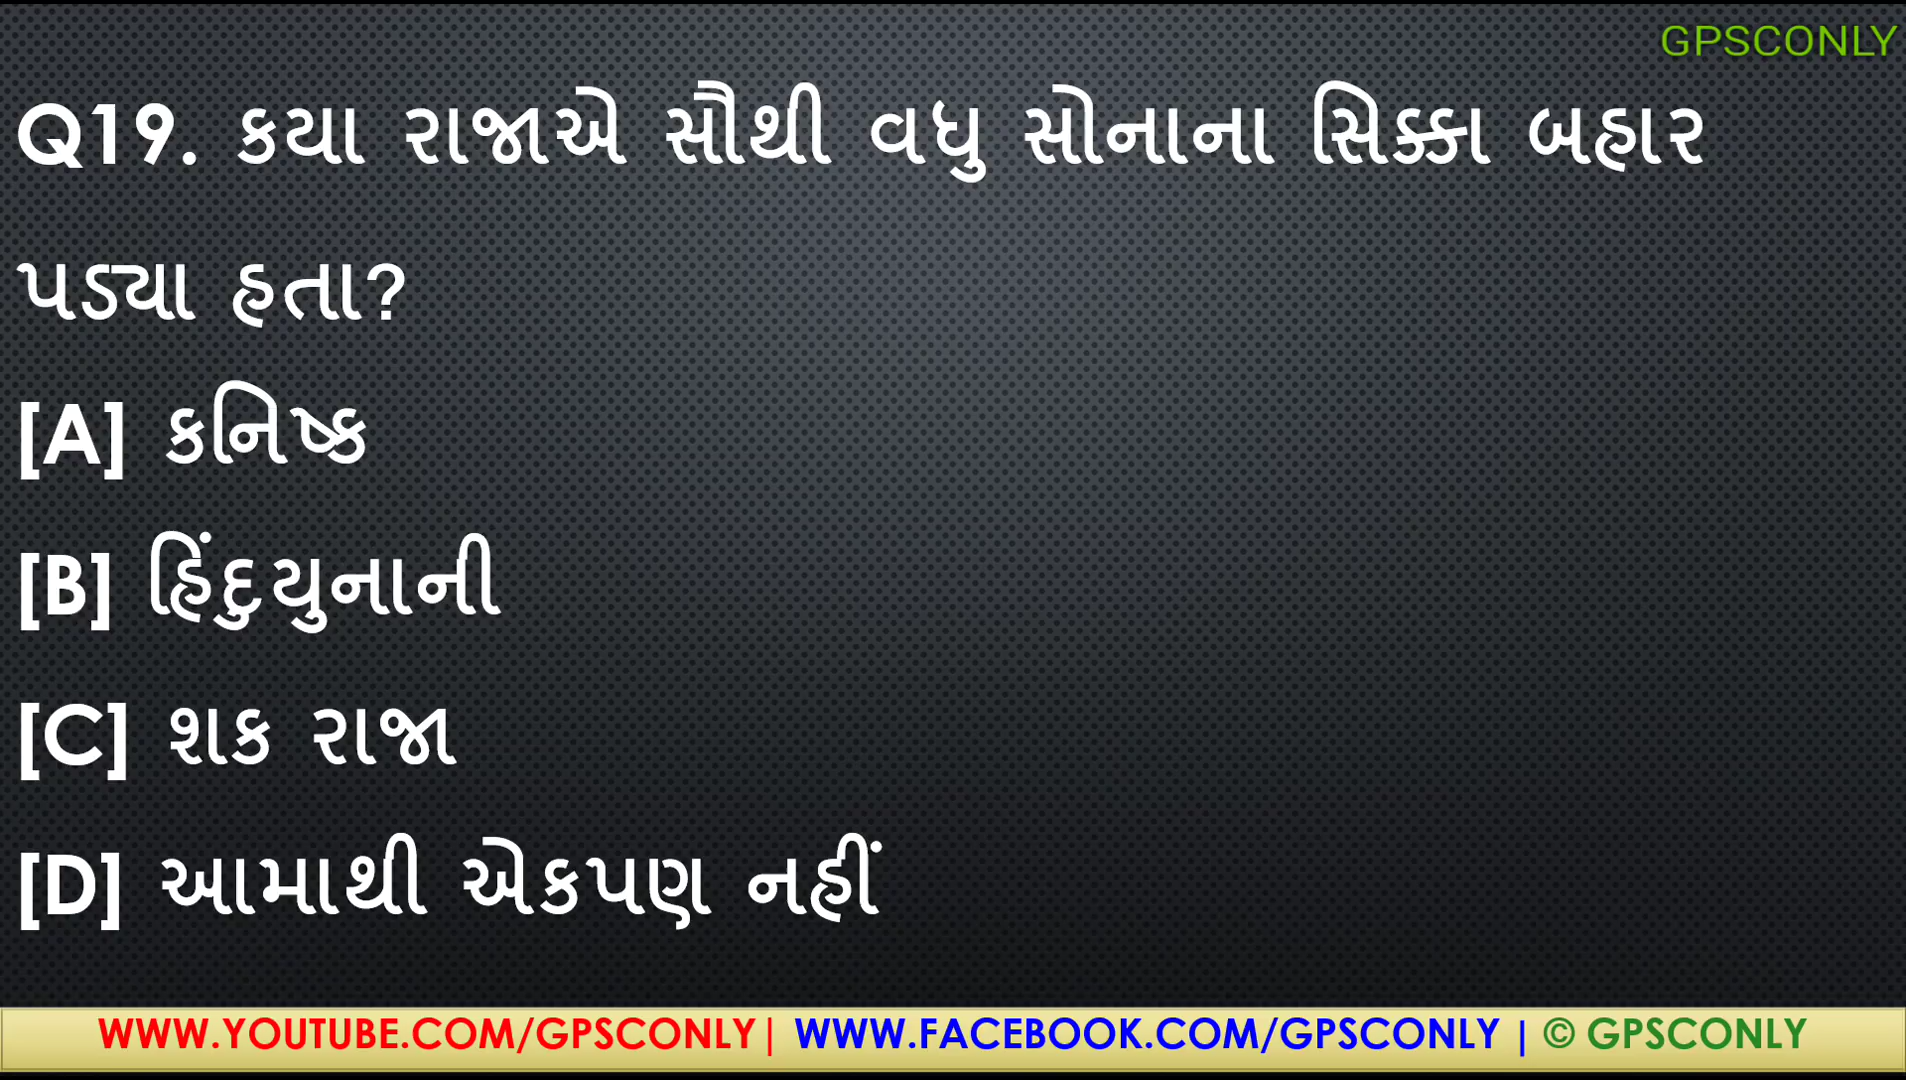 GPSCONLY
Q19. કયા રાજાએ સૌથી વધુ સોનાના સિક્કા બહાર
પડ્યા હતા?
[A] કનિષ્ક
[B] હિંદુયુનાની
[C] શક રાજા
[D] આમાથી એકપણ નહીં
WWW.YOUTUBE.COM/GPSCONLY| WWW.FACEBOOK.COM/GPSCONLY | © GPSCONLY